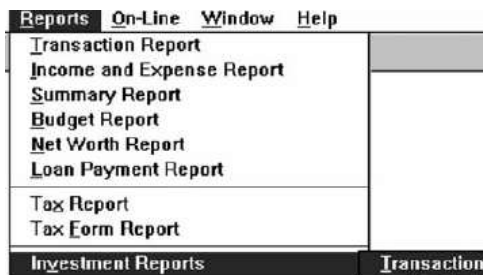 Reports On-Line Window Help
Transaction Report
Income and Expense Report
Summary Report
Budget Report
Net Worth Report
Loan Payment Report
Tax Report
Tax Form Report
Investment Reports Transaction